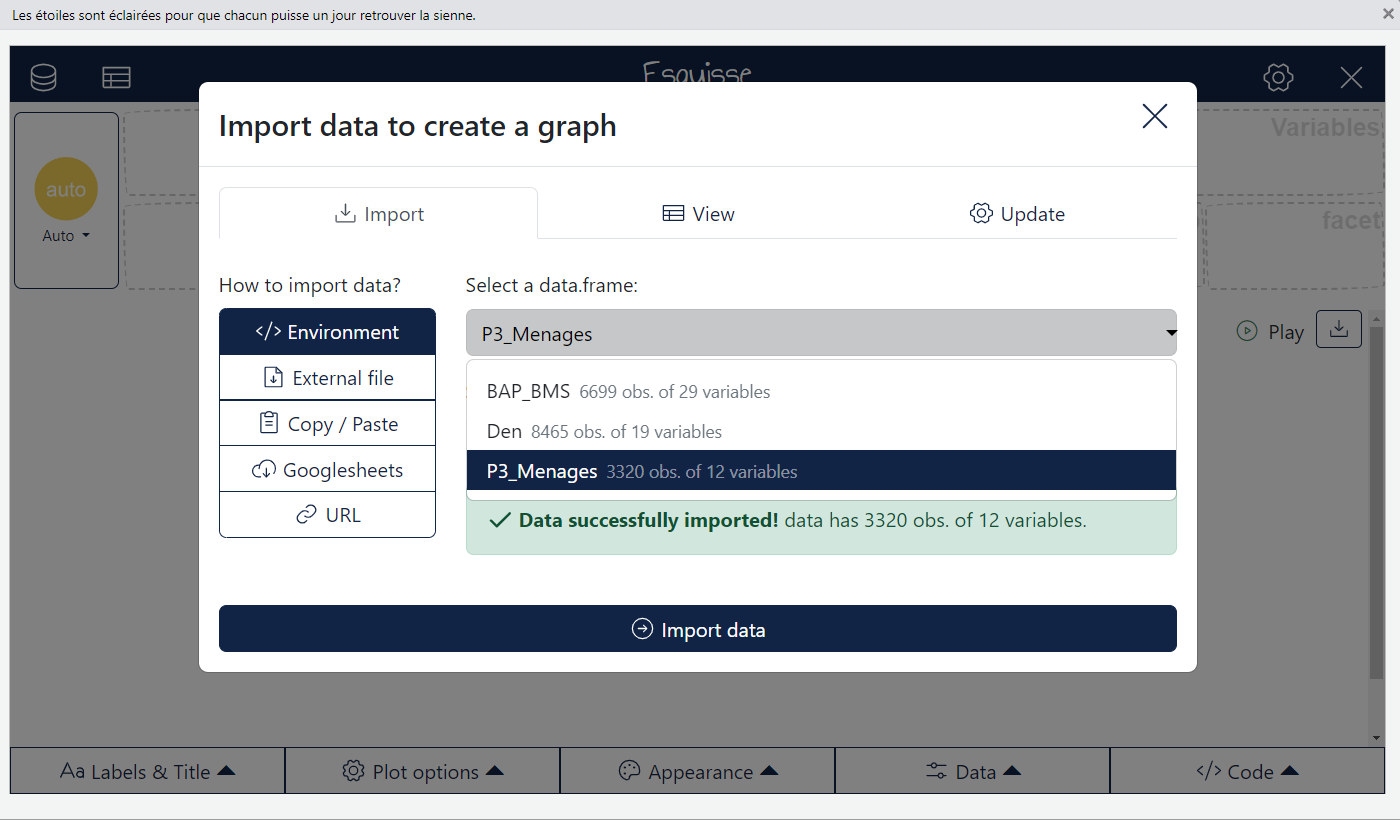 Les étoiles sont éclairées pour que chacun puisse un jour retrouver la sienne.
Esquisse
Import data to create a graph
Variables
auto
Auto
facet
Import
View
Update
How to import data?
Select a data.frame:
</> Environment
External file
Copy / Paste
Googlesheets
URL
P3_Menages
BAP_BMS 6699 obs. of 29 variables
Den 8465 obs. of 19 variables
P3_Menages 3320 obs. of 12 variables
Data successfully imported! data has 3320 obs. of 12 variables.
Play
Import data
Aa Labels & Title
Plot options
Appearance
Data
</> Code